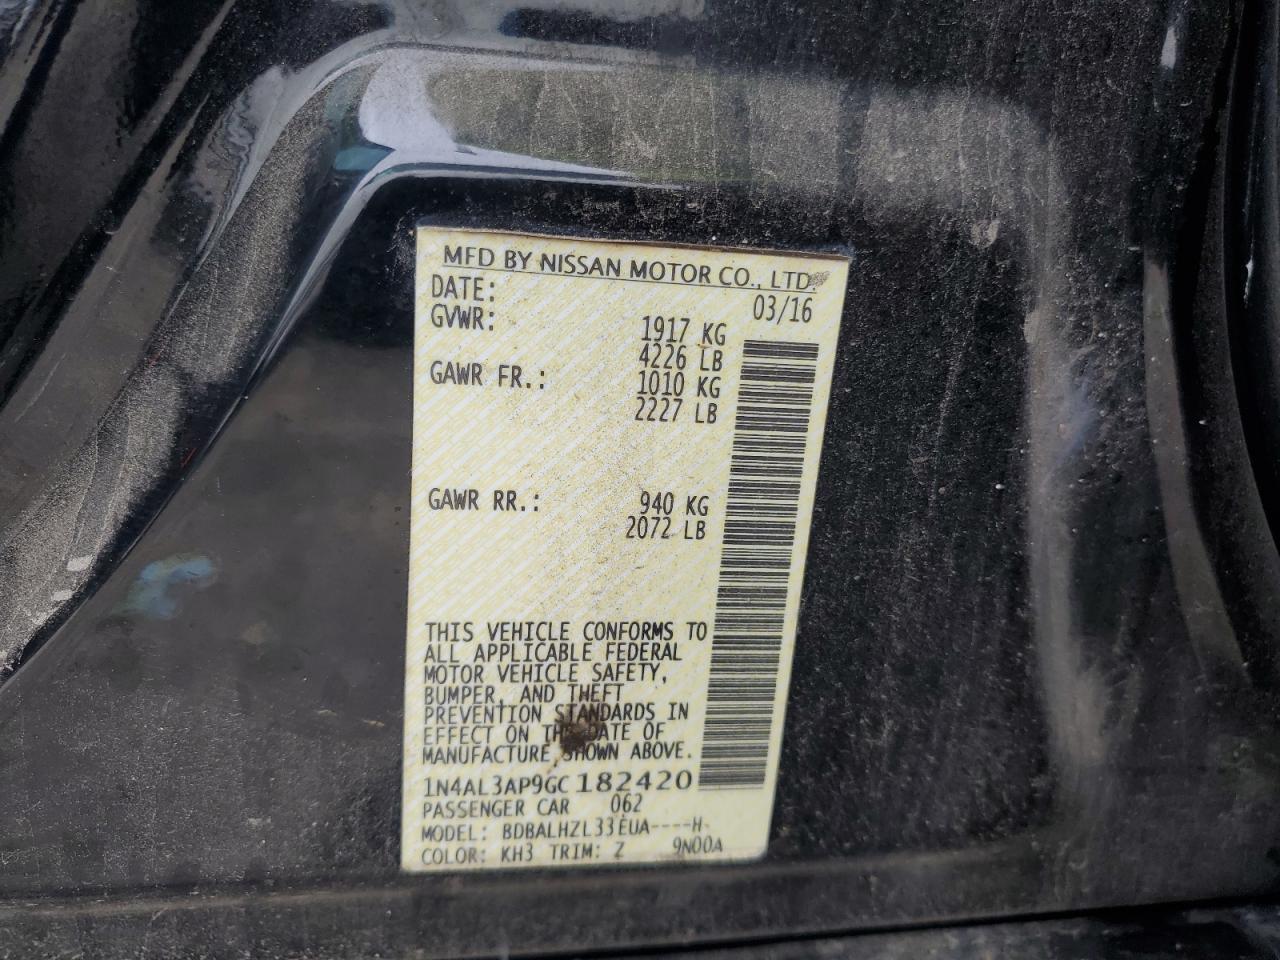 MFD BY NISSAN MOTOR CO., LTD.
DATE: 03/16
GVWR: 1917 KG
4226 LB
GAWR FR.: 1010 KG
2227 LB
GAWR RR.: 940 KG
2072 LB
THIS VEHICLE CONFORMS TO
ALL APPLICABLE FEDERAL
MOTOR VEHICLE SAFETY,
BUMPER, AND THEFT
PREVENTION STANDARDS IN
EFFECT ON THE DATE OF
MANUFACTURE SHOWN ABOVE.
1N4AL3AP9GC182420
PASSENGER CAR 062
MODEL: BDBALHZL33EUA----H-
COLOR: KH3 TRIM: Z 9N00A